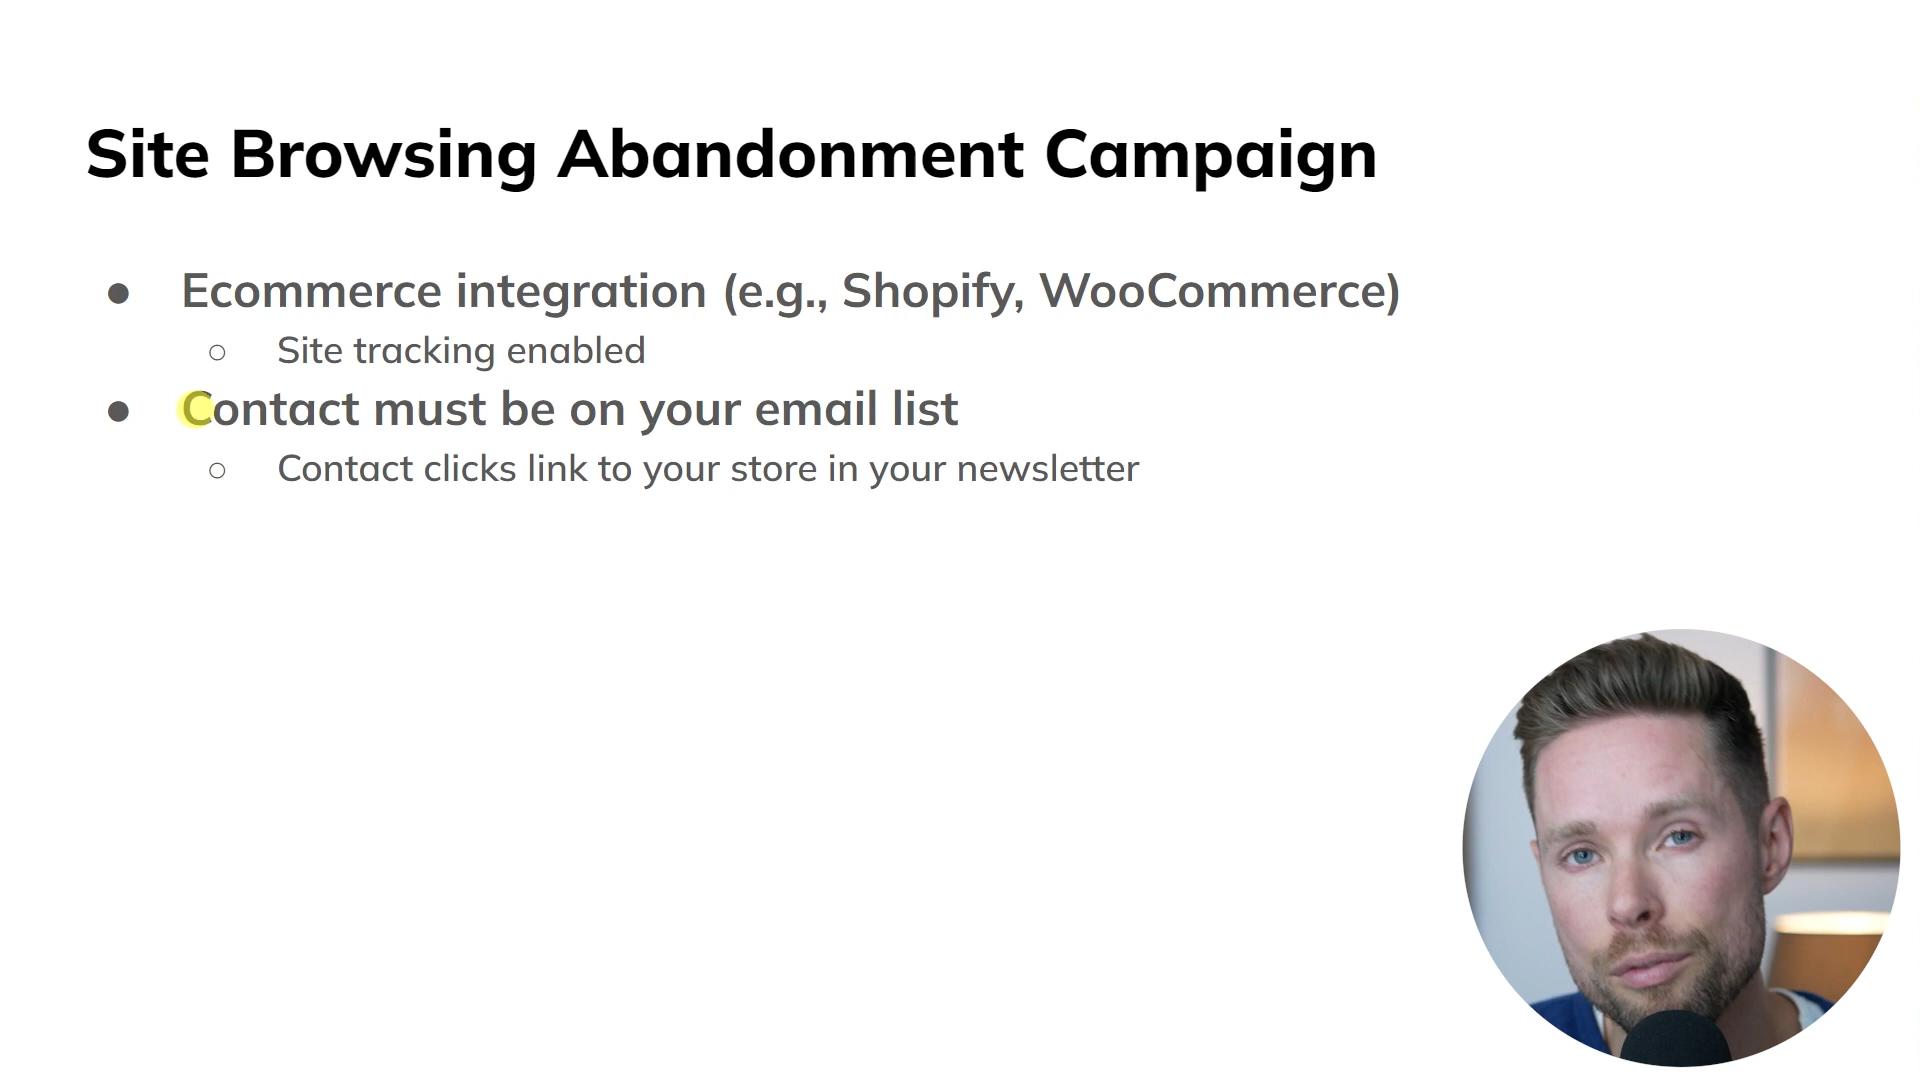 Site Browsing Abandonment Campaign
● Ecommerce integration (e.g., Shopify, WooCommerce)
○ Site tracking enabled
● Contact must be on your email list
○ Contact clicks link to your store in your newsletter